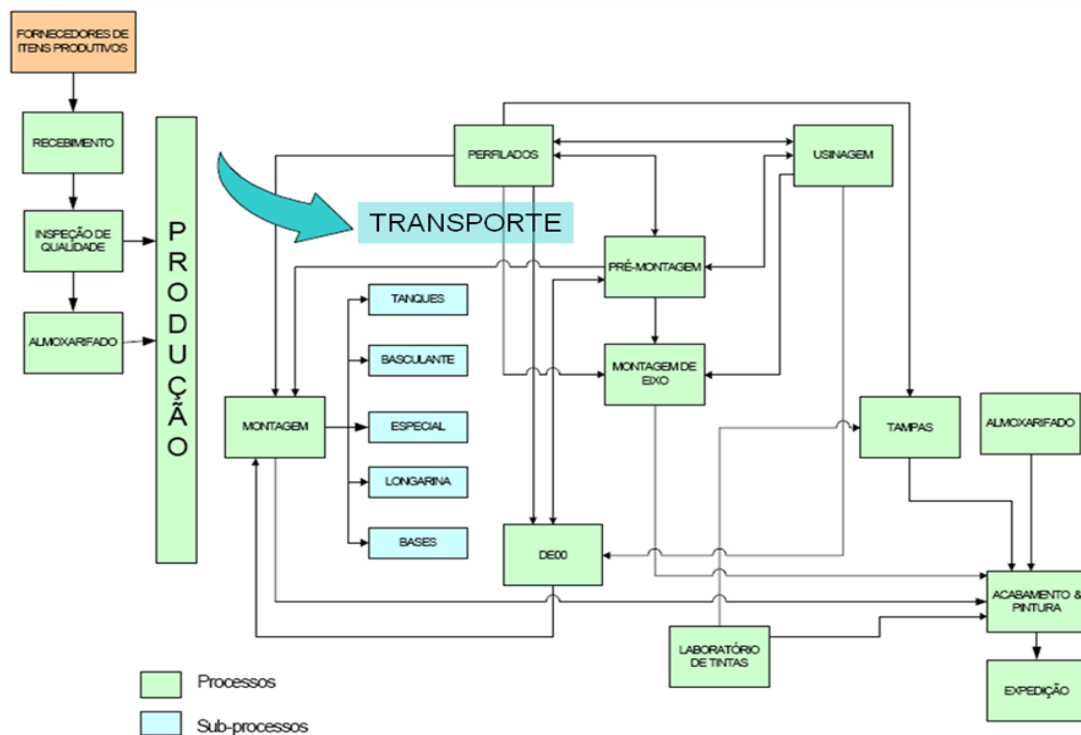 FORNECEDORES DE
ITENS PRODUTIVOS
RECEBIMENTO
INSPEÇÃO DE
QUALIDADE
ALMOXARIFADO
PRODUÇÃO
TRANSPORTE
PERFILADOS
USINAGEM
PRÉ-MONTAGEM
MONTAGEM DE
EIXO
TANQUES
BASCULANTE
ESPECIAL
LONGARINA
BASES
MONTAGEM
TAMPAS
ALMOXARIFADO
DE00
LABORATÓRIO
DE TINTAS
ACABAMENTO &
PINTURA
EXPEDIÇÃO
Processos
Sub-processos